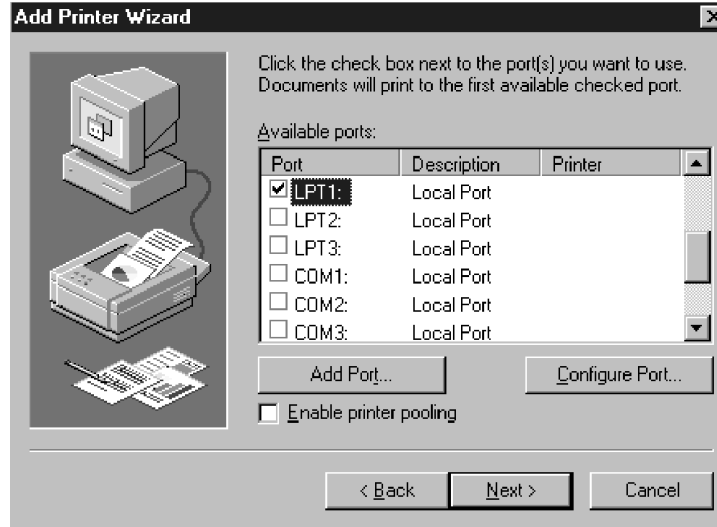 Add Printer Wizard
Click the check box next to the port(s) you want to use.
Documents will print to the first available checked port.
Available ports:
Port Description Printer
LPT1: Local Port
LPT2: Local Port
LPT3: Local Port
COM1: Local Port
COM2: Local Port
COM3: Local Port
Add Port... Configure Port...
Enable printer pooling
< Back Next > Cancel